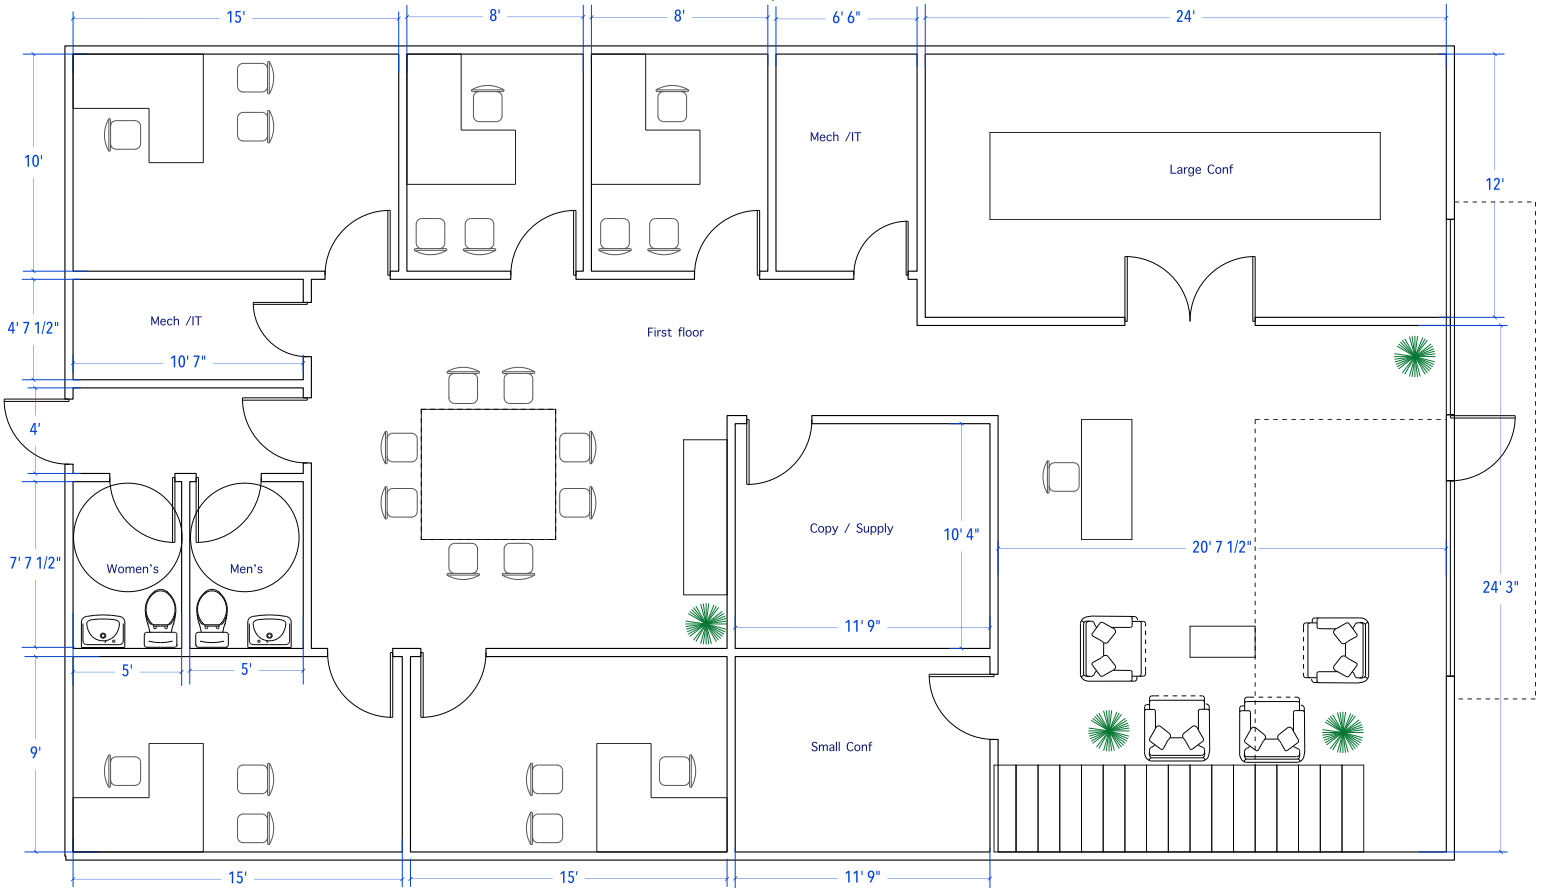 15'
8'
8'
6' 6"
24'
10'
Mech /IT
Large Conf
12'
4' 7 1/2"
Mech /IT
First floor
10' 7"
4'
Copy / Supply
10' 4"
20' 7 1/2"
7' 7 1/2"
Women's
Men's
24' 3"
11' 9"
5'
5'
9'
Small Conf
15'
15'
11' 9"